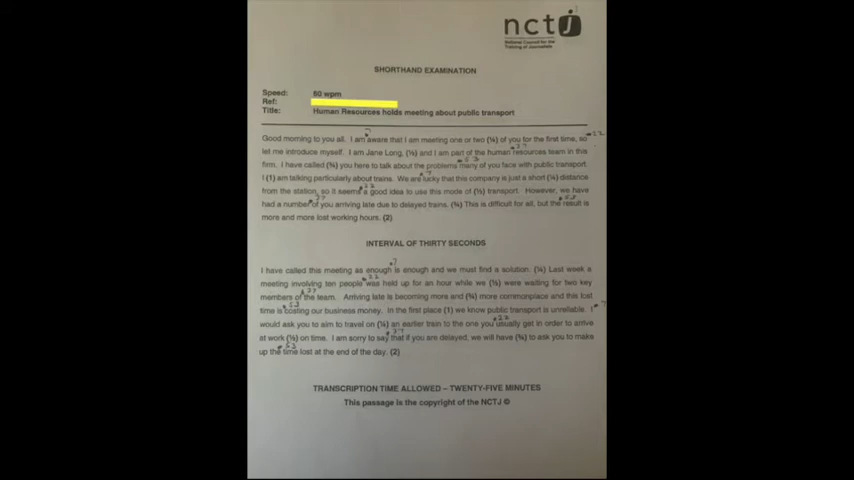 nctj
National Council for the
Training of Journalists
SHORTHAND EXAMINATION
Speed: 60 wpm
Ref:
Title: Human Resources holds meeting about public transport
Good morning to you all. I am aware that I am meeting one or two (¼) of you for the first time, so
let me introduce myself. I am Jane Long, (½) and I am part of the human resources team in this
firm. I have called (¾) you here to talk about the problems many of you face with public transport.
I (1) am talking particularly about trains. We are lucky that this company is just a short (¼) distance
from the station, so it seems a good idea to use this mode of (½) transport. However, we have
had a number of you arriving late due to delayed trains. (¾) This is difficult for all, but the result is
more and more lost working hours. (2)
INTERVAL OF THIRTY SECONDS
I have called this meeting as enough is enough and we must find a solution. (¼) Last week a
meeting involving ten people was held up for an hour while we (½) were waiting for two key
members of the team. Arriving late is becoming more and (¾) more commonplace and this lost
time is costing our business money. In the first place (1) we know public transport is unreliable. I
would ask you to aim to travel on (¼) an earlier train to the one you usually get in order to arrive
at work (½) on time. I am sorry to say that if you are delayed, we will have (¾) to ask you to make
up the time lost at the end of the day. (2)
TRANSCRIPTION TIME ALLOWED – TWENTY-FIVE MINUTES
This passage is the copyright of the NCTJ ©